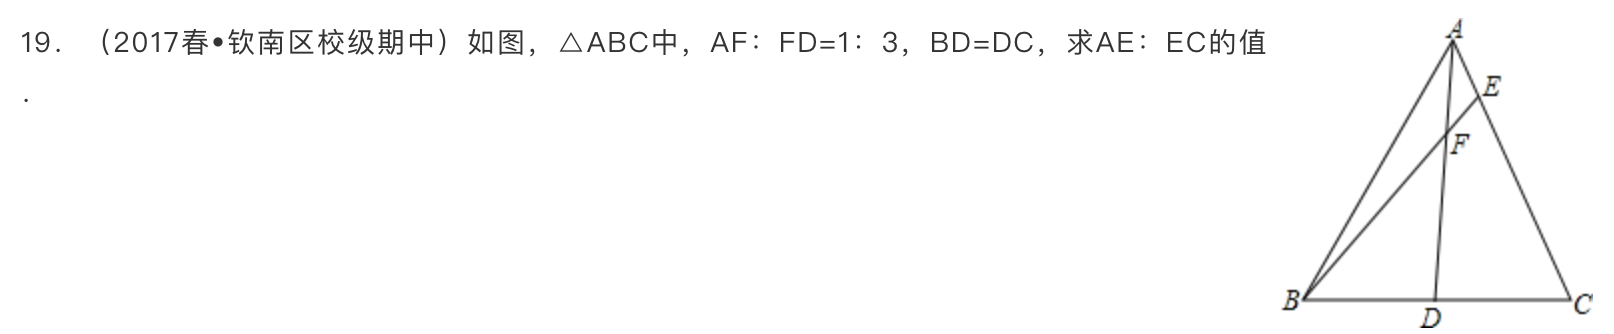 19．（2017春•钦南区校级期中）如图，△ABC中，AF：FD=1：3，BD=DC，求AE：EC的值
.
A
E
F
B
D
C